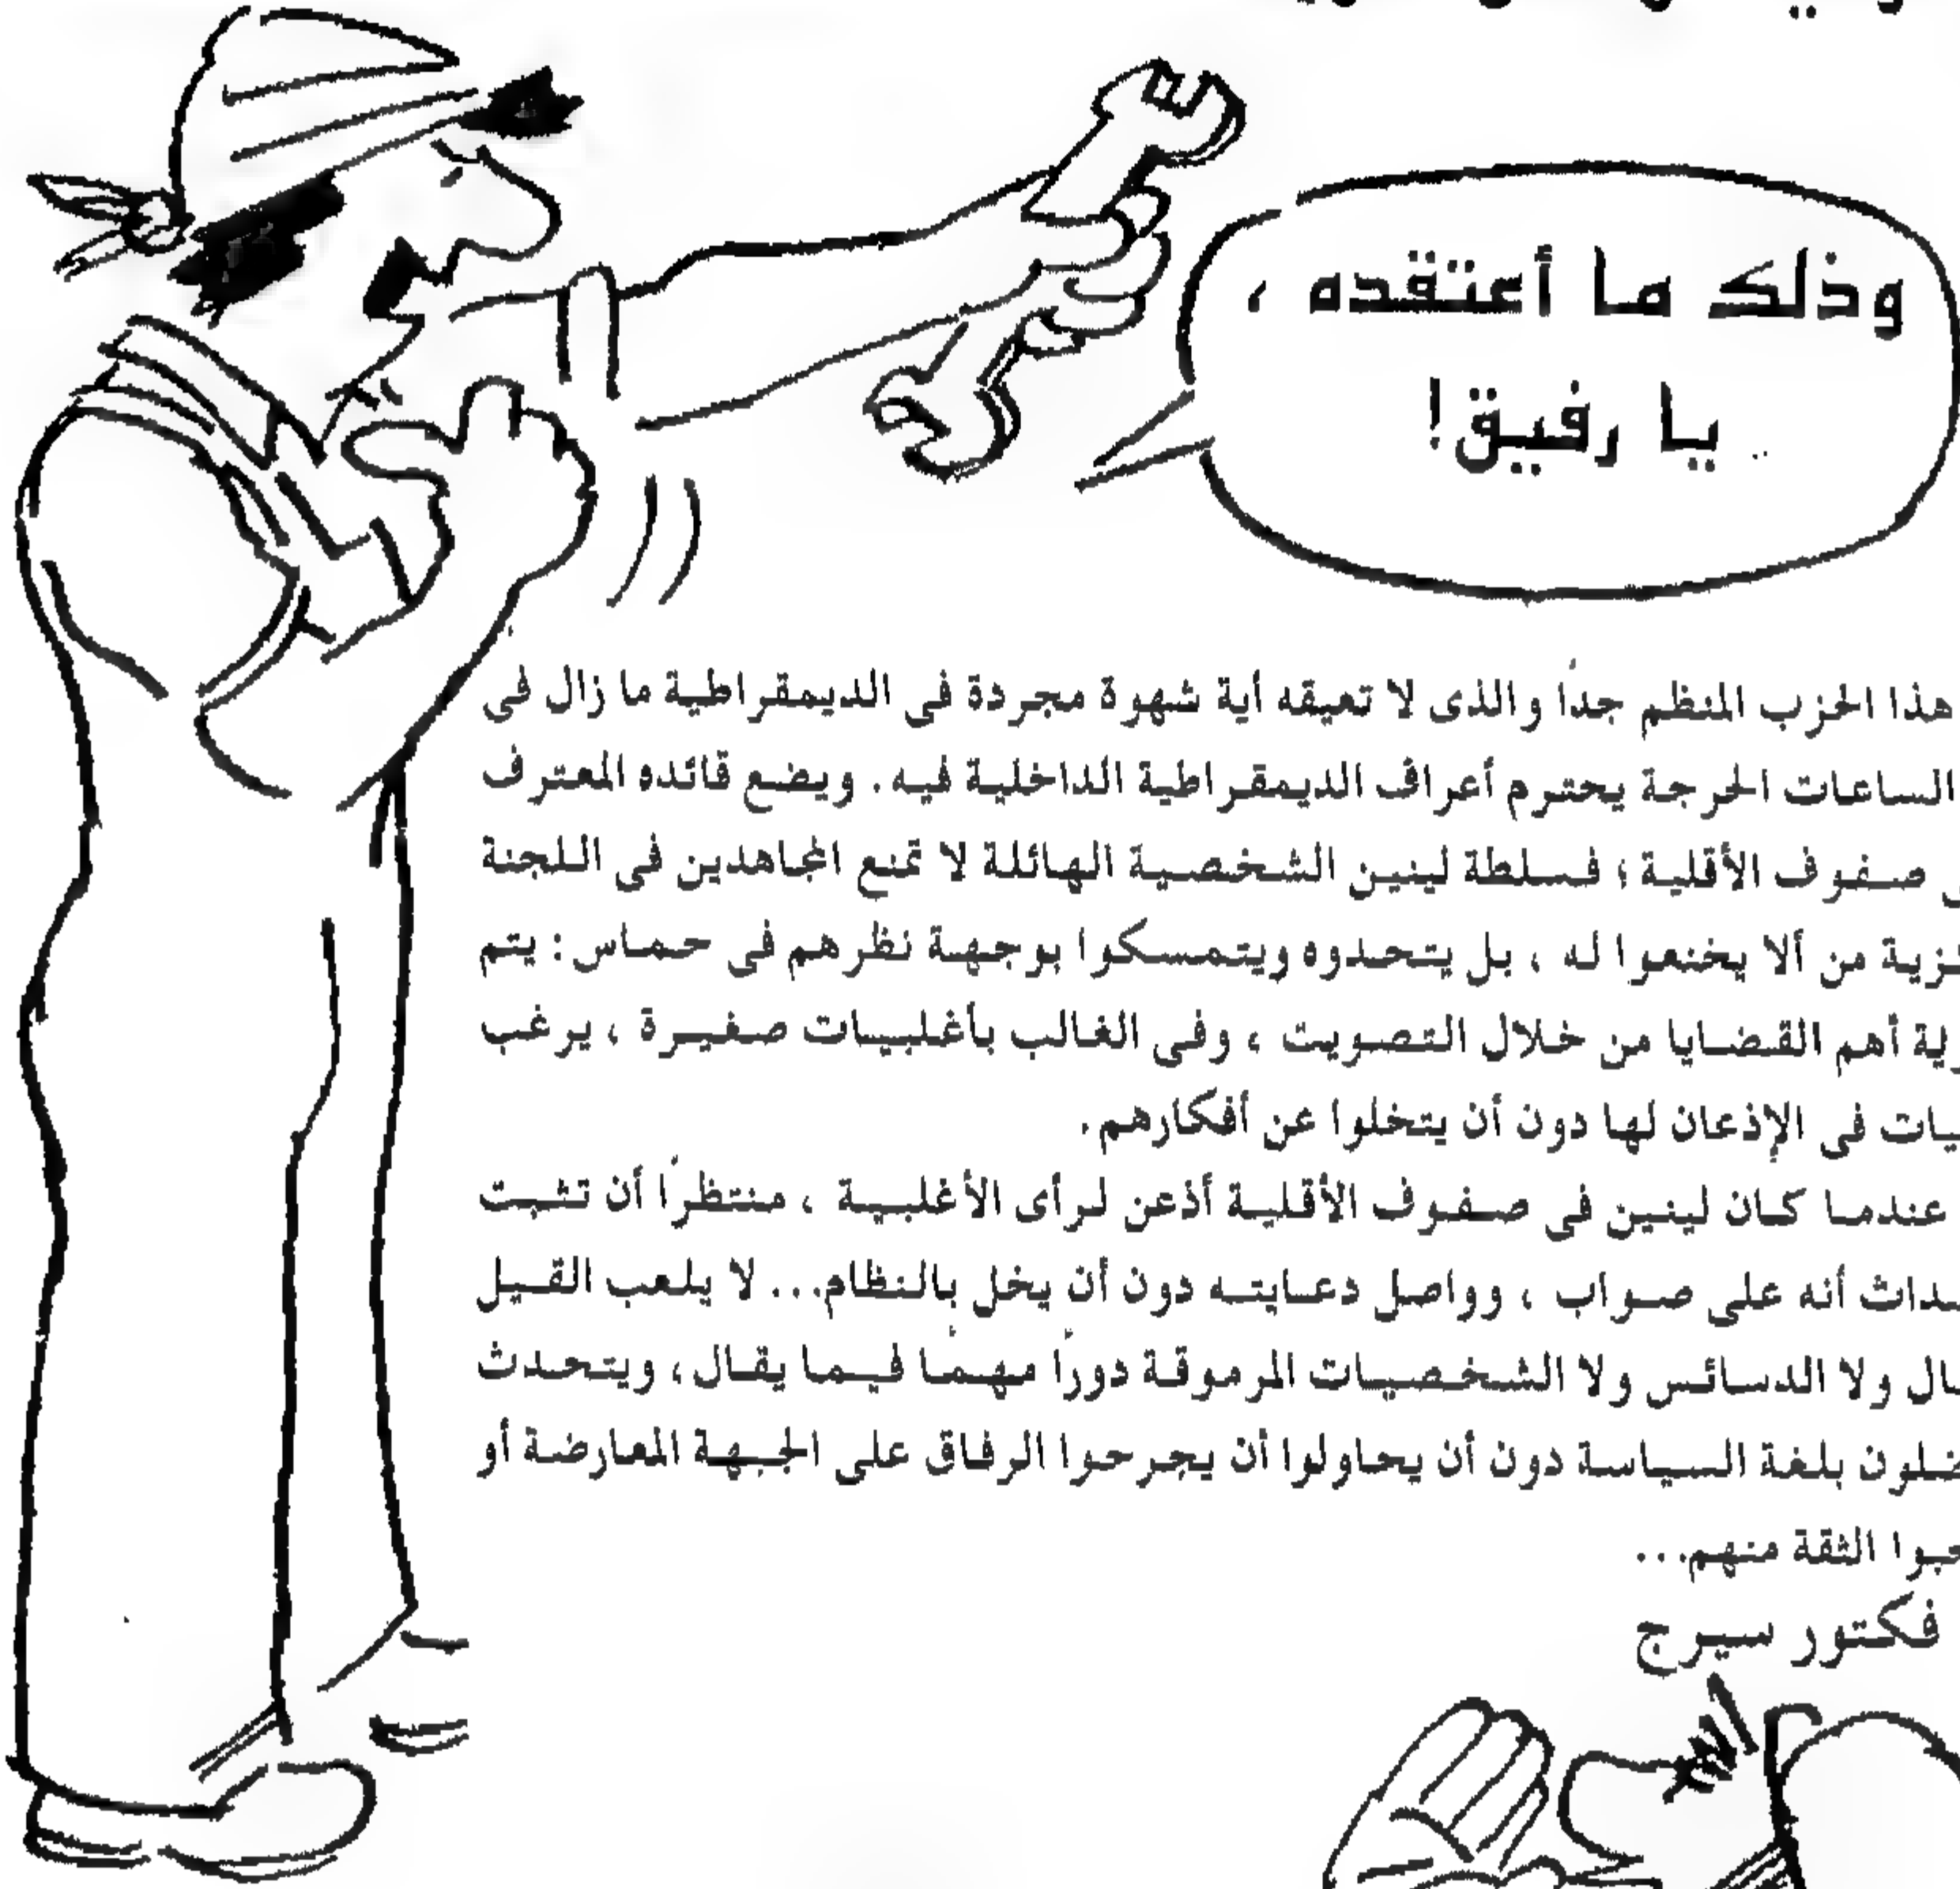 وذلك ما أعتقده ،
يا رفيق!
هذا الحزب المنظم جداً والذى لا تعيقه أية شهوة مجردة فى الديمقراطية ما زال فى
الساعات الحرجة يحترم أعراف الديمقراطية الداخلية فيه . ويضع قائده المعترف
صفوف الأقلية ؛ فسلطة لينين الشخصية الهائلة لا تمنع المجاهدين فى اللجنة
من ألا يخنعوا له ، بل يتحدوه ويتمسكوا بوجهة نظرهم فى حماس : يتم
أهم القضايا من خلال التصويت ، وفى الغالب بأغلبيات صغيرة ، يرغب
فى الإذعان لها دون أن يتخلوا عن أفكارهم .
عندما كان لينين فى صفوف الأقلية أذعن لرأى الأغلبية ، منتظرًا أن تثبت
أنه على صواب ، وواصل دعايته دون أن يخل بالنظام... لا يلعب القيل
ولا الدسائس ولا الشخصيات المرموقة دورًا مهمًا فيما يقال ، ويتحدث
بلغة السياسة دون أن يحاولوا أن يجرحوا الرفاق على الجبهة المعارضة أو
الثقة منهم...
فكتور سيرج